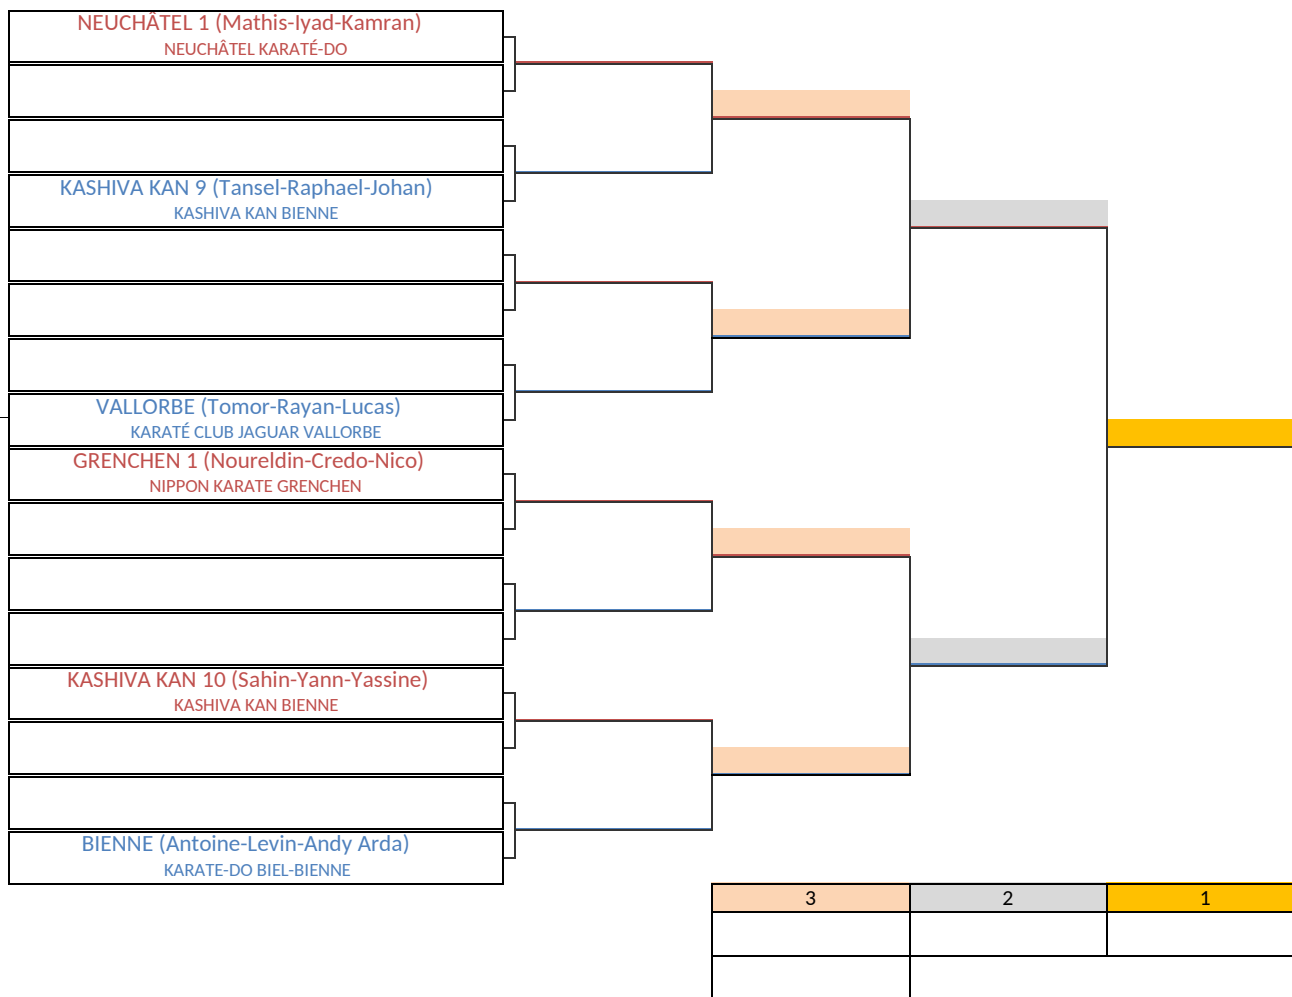 NEUCHÂTEL 1 (Mathis-Iyad-Kamran)
NEUCHÂTEL KARATÉ-DO
KASHIVA KAN 9 (Tansel-Raphael-Johan)
KASHIVA KAN BIENNE
VALLORBE (Tomor-Rayan-Lucas)
KARATÉ CLUB JAGUAR VALLORBE
GRENCHEN 1 (Noureldin-Credo-Nico)
NIPPON KARATE GRENCHEN
KASHIVA KAN 10 (Sahin-Yann-Yassine)
KASHIVA KAN BIENNE
BIENNE (Antoine-Levin-Andy Arda)
KARATE-DO BIEL-BIENNE
3 2 1